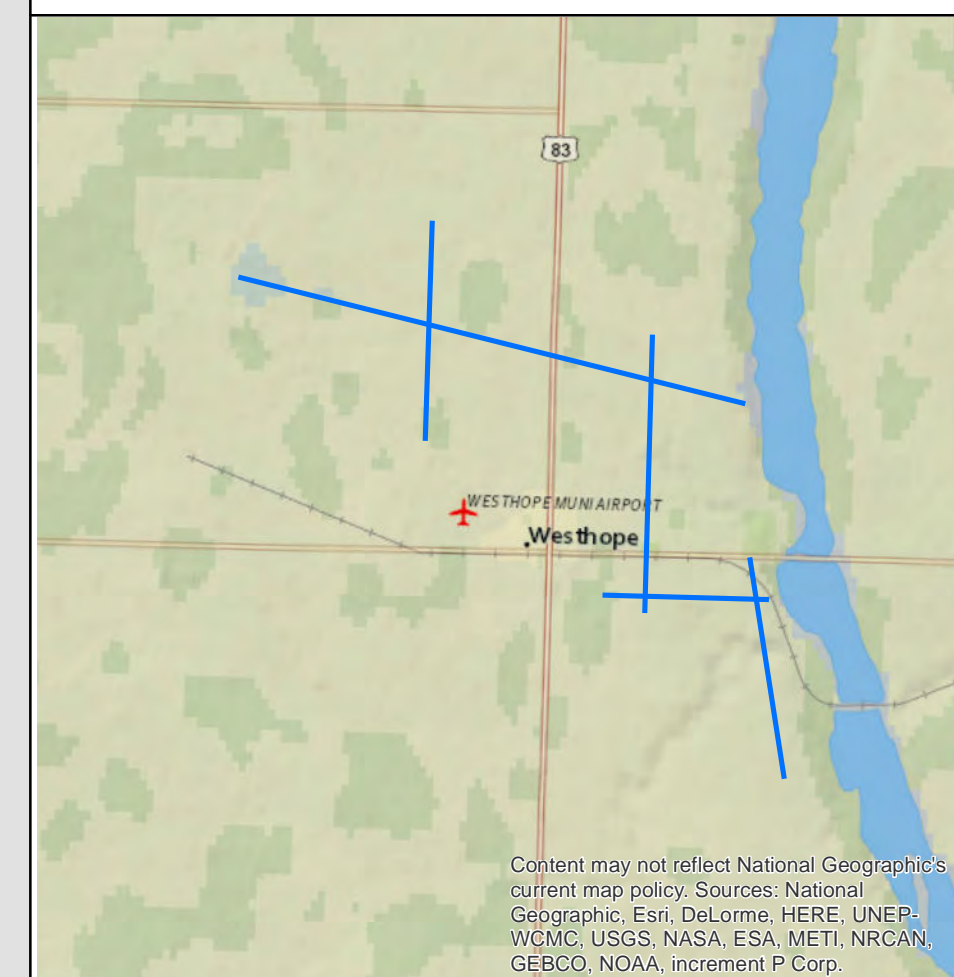 83
WESTHOPE MUNI AIRPORT
Westhope
Content may not reflect National Geographic's
current map policy. Sources: National
Geographic, Esri, DeLorme, HERE, UNEP-
WCMC, USGS, NASA, ESA, METI, NRCAN,
GEBCO, NOAA, increment P Corp.